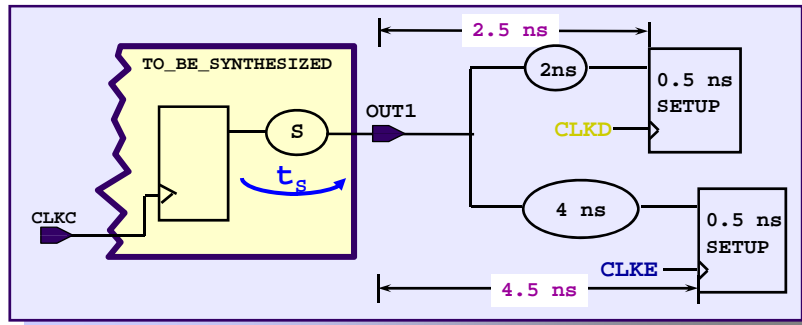 2.5 ns
TO_BE_SYNTHESIZED
2ns
0.5 ns
SETUP
OUT1
CLKD
S
tS
CLKC
4 ns
0.5 ns
SETUP
CLKE
4.5 ns